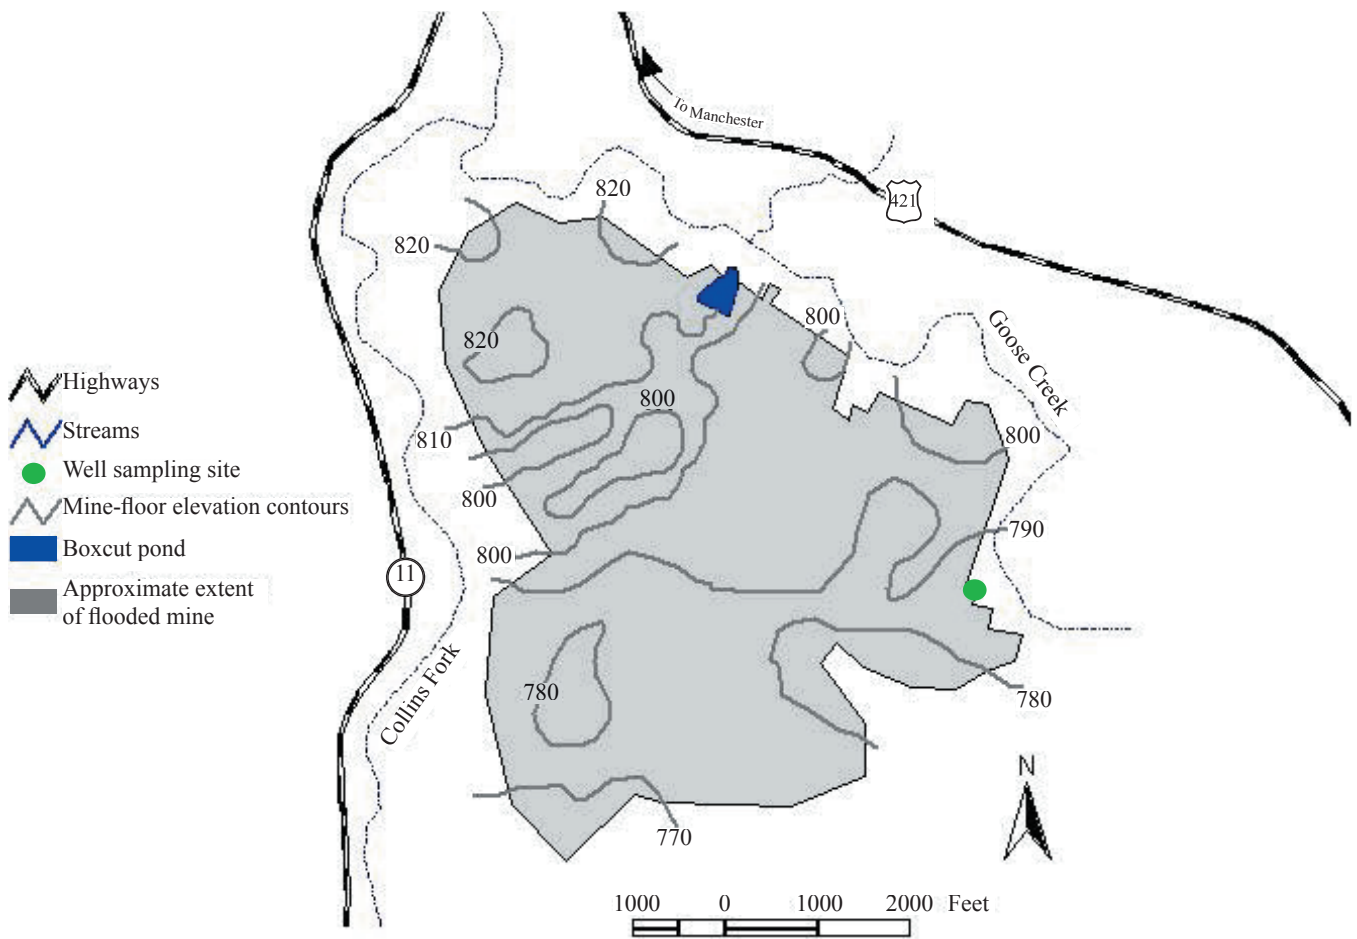 To Manchester
421
820
820
820
800
Goose Creek
800
810
800
800
790
800
11
Collins Fork
780
780
770
Highways
Streams
Well sampling site
Mine-floor elevation contours
Boxcut pond
Approximate extent
of flooded mine
N
1000 0 1000 2000 Feet